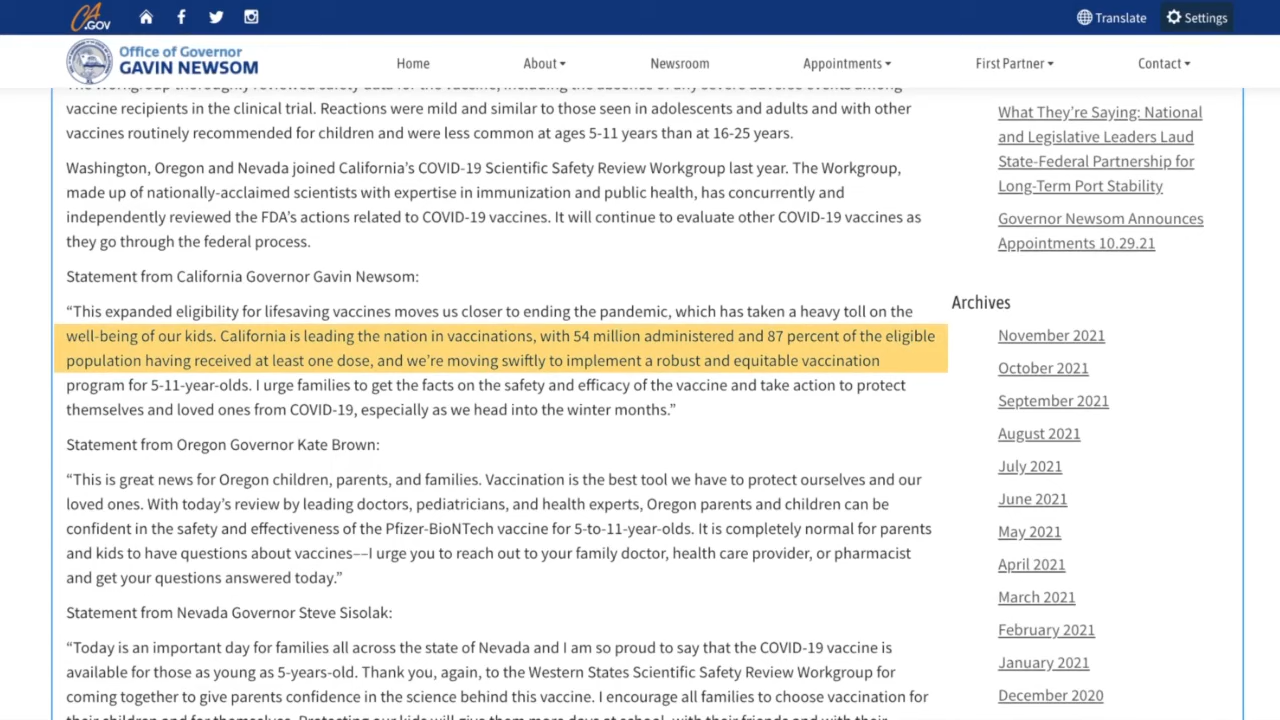 CA.GOV
Translate
Settings
Office of Governor
GAVIN NEWSOM
Home
About
Newsroom
Appointments
First Partner
Contact
The Workgroup thoroughly reviewed safety data for the vaccine, including the absence of any severe adverse events among
vaccine recipients in the clinical trial. Reactions were mild and similar to those seen in adolescents and adults and with other
vaccines routinely recommended for children and were less common at ages 5-11 years than at 16-25 years.
Washington, Oregon and Nevada joined California’s COVID-19 Scientific Safety Review Workgroup last year. The Workgroup,
made up of nationally-acclaimed scientists with expertise in immunization and public health, has concurrently and
independently reviewed the FDA’s actions related to COVID-19 vaccines. It will continue to evaluate other COVID-19 vaccines as
they go through the federal process.
Statement from California Governor Gavin Newsom:
“This expanded eligibility for lifesaving vaccines moves us closer to ending the pandemic, which has taken a heavy toll on the
well-being of our kids. California is leading the nation in vaccinations, with 54 million administered and 87 percent of the eligible
population having received at least one dose, and we’re moving swiftly to implement a robust and equitable vaccination
program for 5-11-year-olds. I urge families to get the facts on the safety and efficacy of the vaccine and take action to protect
themselves and loved ones from COVID-19, especially as we head into the winter months.”
Statement from Oregon Governor Kate Brown:
“This is great news for Oregon children, parents, and families. Vaccination is the best tool we have to protect ourselves and our
loved ones. With today’s review by leading doctors, pediatricians, and health experts, Oregon parents and children can be
confident in the safety and effectiveness of the Pfizer-BioNTech vaccine for 5-to-11-year-olds. It is completely normal for parents
and kids to have questions about vaccines––I urge you to reach out to your family doctor, health care provider, or pharmacist
and get your questions answered today.”
Statement from Nevada Governor Steve Sisolak:
“Today is an important day for families all across the state of Nevada and I am so proud to say that the COVID-19 vaccine is
available for those as young as 5-years-old. Thank you, again, to the Western States Scientific Safety Review Workgroup for
coming together to give parents confidence in the science behind this vaccine. I encourage all families to choose vaccination for
their children and for themselves. Protecting our kids will give them more days at school, with their friends and with their
What They’re Saying: National
and Legislative Leaders Laud
State-Federal Partnership for
Long-Term Port Stability
Governor Newsom Announces
Appointments 10.29.21
Archives
November 2021
October 2021
September 2021
August 2021
July 2021
June 2021
May 2021
April 2021
March 2021
February 2021
January 2021
December 2020